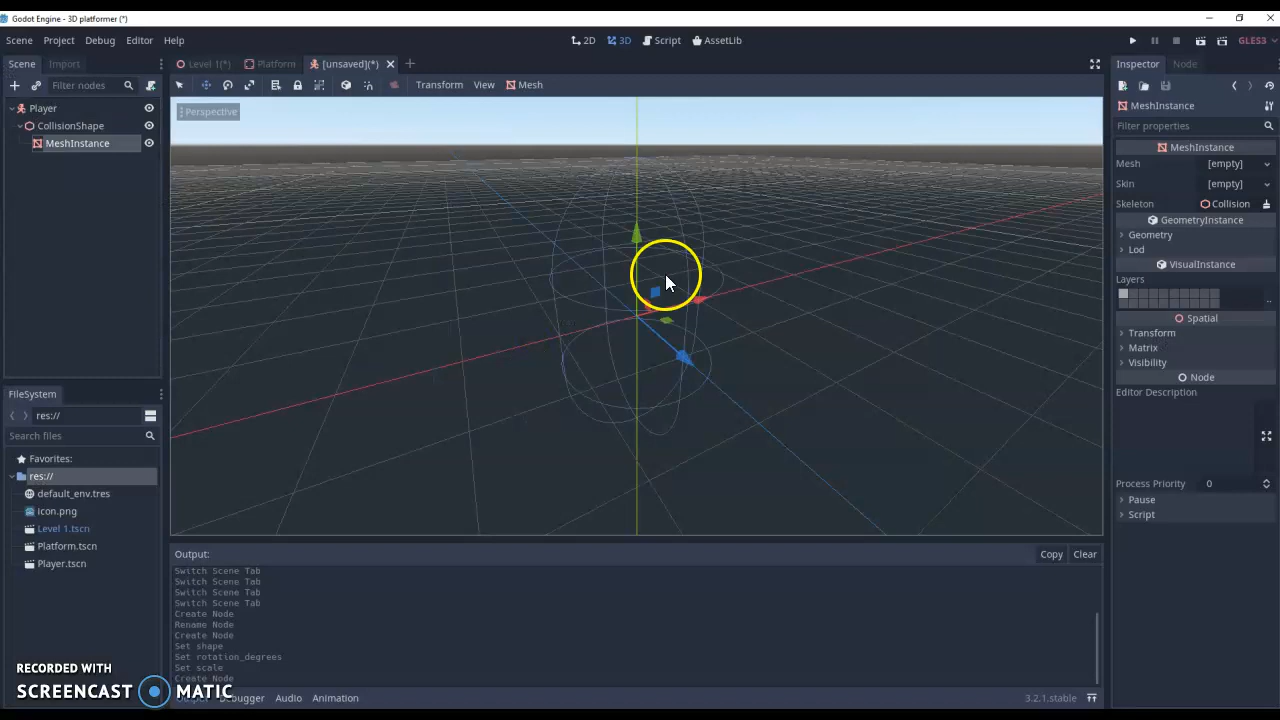 Godot Engine - 3D platformer (*)
Scene Project Debug Editor Help
2D 3D Script AssetLib
GLES3
Scene Import
Level 1(*) Platform [unsaved](*)
Inspector Node
Filter nodes
Transform View Mesh
Player
CollisionShape
MeshInstance
Perspective
MeshInstance
Filter properties
MeshInstance
Mesh [empty]
Skin [empty]
Skeleton Collision
GeometryInstance
Geometry
Lod
VisualInstance
Layers
..
Spatial
Transform
Matrix
Visibility
Node
Editor Description
Process Priority 0
Pause
Script
FileSystem
res://
Search files
Favorites:
res://
default_env.tres
icon.png
Level 1.tscn
Platform.tscn
Player.tscn
Output: Copy Clear
Switch Scene Tab
Switch Scene Tab
Switch Scene Tab
Switch Scene Tab
Create Node
Rename Node
Create Node
Set shape
Set rotation_degrees
Set scale
Create Node
Debugger Audio Animation
3.2.1.stable
RECORDED WITH
SCREENCAST MATIC